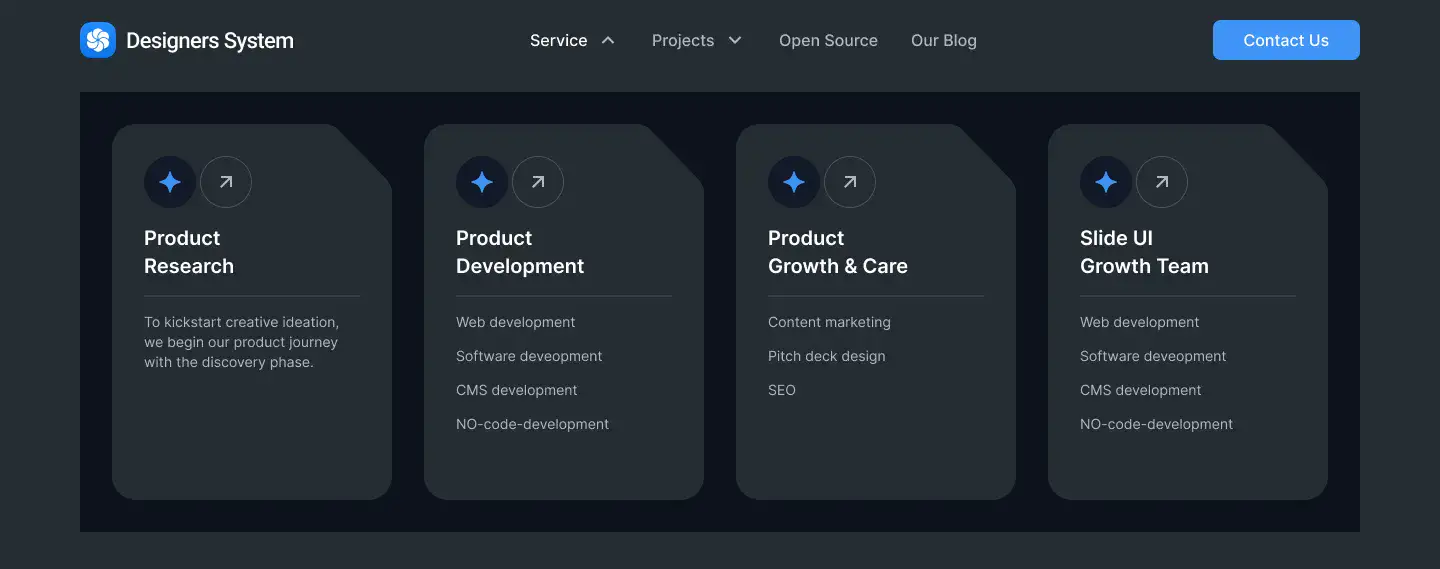 Designers System
Service
Projects
Open Source
Our Blog
Contact Us
Product
Research
To kickstart creative ideation,
we begin our product journey
with the discovery phase.
Product
Development
Web development
Software deveopment
CMS development
NO-code-development
Product
Growth & Care
Content marketing
Pitch deck design
SEO
Slide UI
Growth Team
Web development
Software deveopment
CMS development
NO-code-development